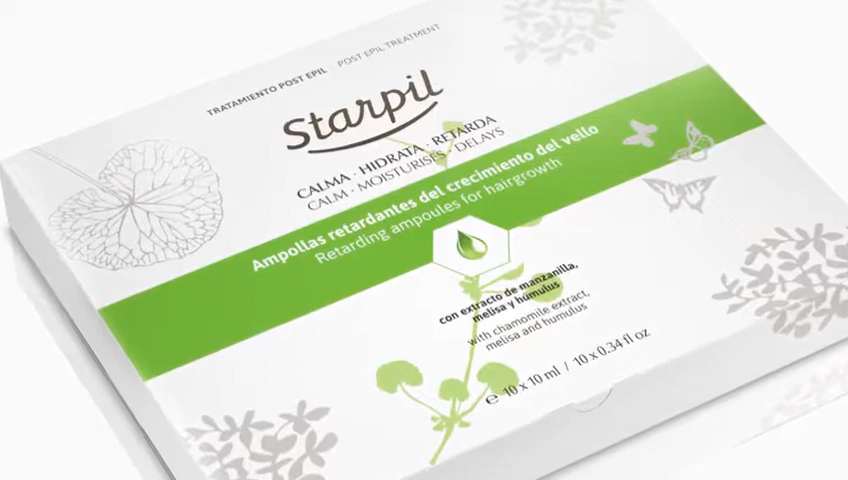 TRATAMIENTO POST EPIL · POST EPIL TREATMENT
Starpil
CALMA · HIDRATA · RETARDA
CALM · MOISTURISES · DELAYS
Ampollas retardantes del crecimiento del vello
Retarding ampoules for hairgrowth
con extracto de manzanilla,
melisa y húmulus
with chamomile extract,
melisa and humulus
℮ 10 x 10 ml / 10 x 0.34 fl oz